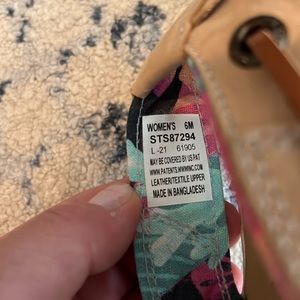 WOMEN'S 6M
STS87294
L -21 61905
MAY BE COVERED BY US PAT
WWW.PATENTS.WWWINC.COM
LEATHER/TEXTILE UPPER
MADE IN BANGLADESH